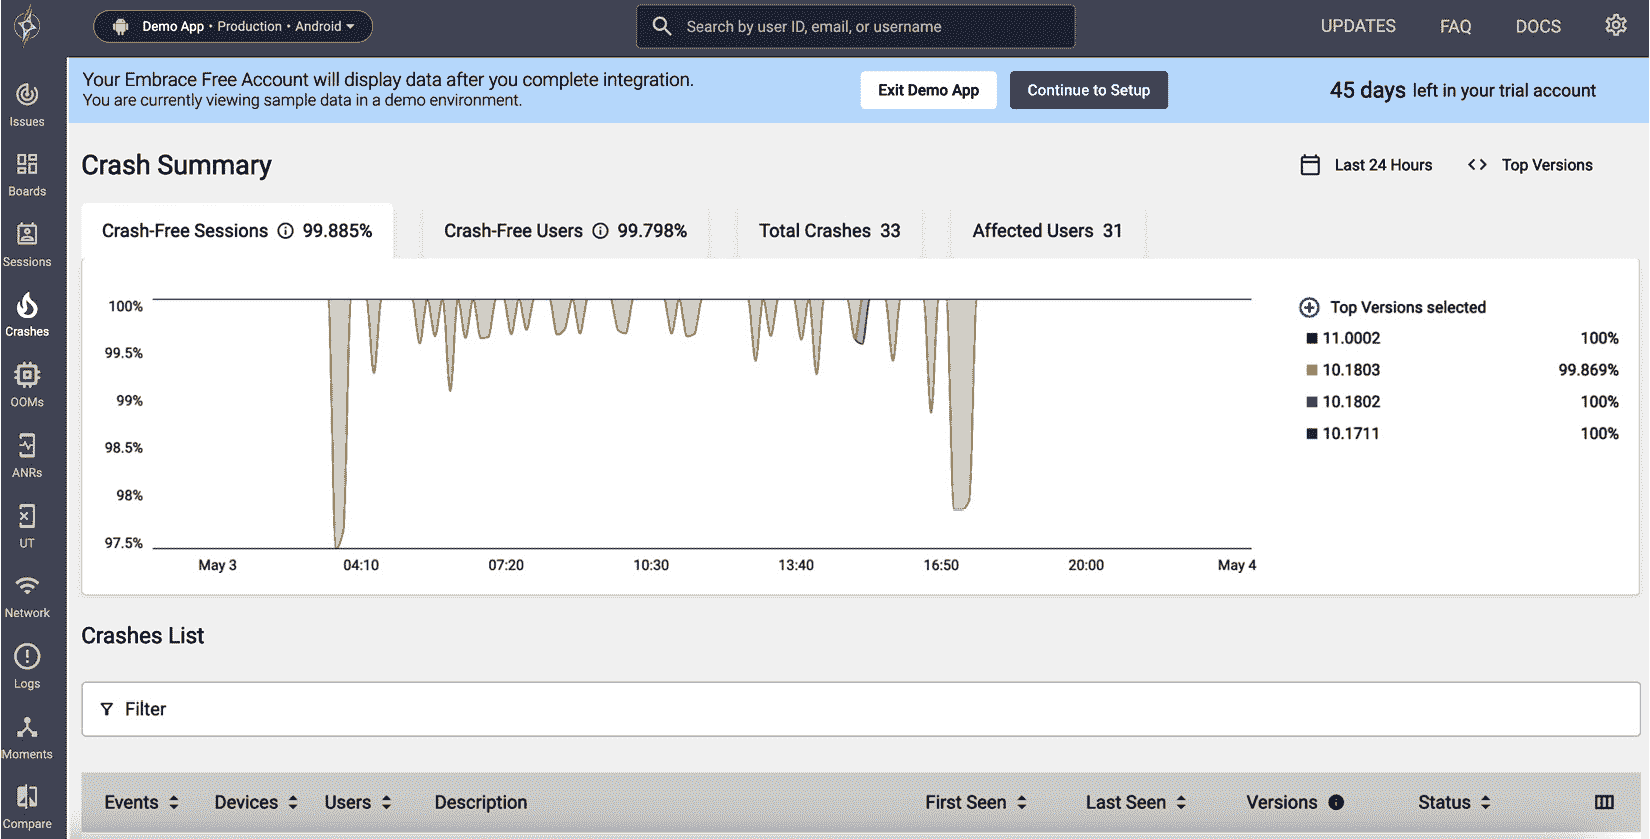 Demo App • Production • Android
Search by user ID, email, or username
UPDATES
FAQ
DOCS
Issues
Boards
Sessions
Crashes
OOMs
ANRs
UT
Network
Logs
Moments
Compare
Your Embrace Free Account will display data after you complete integration.
You are currently viewing sample data in a demo environment.
Exit Demo App
Continue to Setup
45 days left in your trial account
Crash Summary
Last 24 Hours
Top Versions
Crash-Free Sessions 99.885%
Crash-Free Users 99.798%
Total Crashes 33
Affected Users 31
100%
99.5%
99%
98.5%
98%
97.5%
May 3
04:10
07:20
10:30
13:40
16:50
20:00
May 4
Top Versions selected
11.0002 100%
10.1803 99.869%
10.1802 100%
10.1711 100%
Crashes List
Filter
Events
Devices
Users
Description
First Seen
Last Seen
Versions
Status